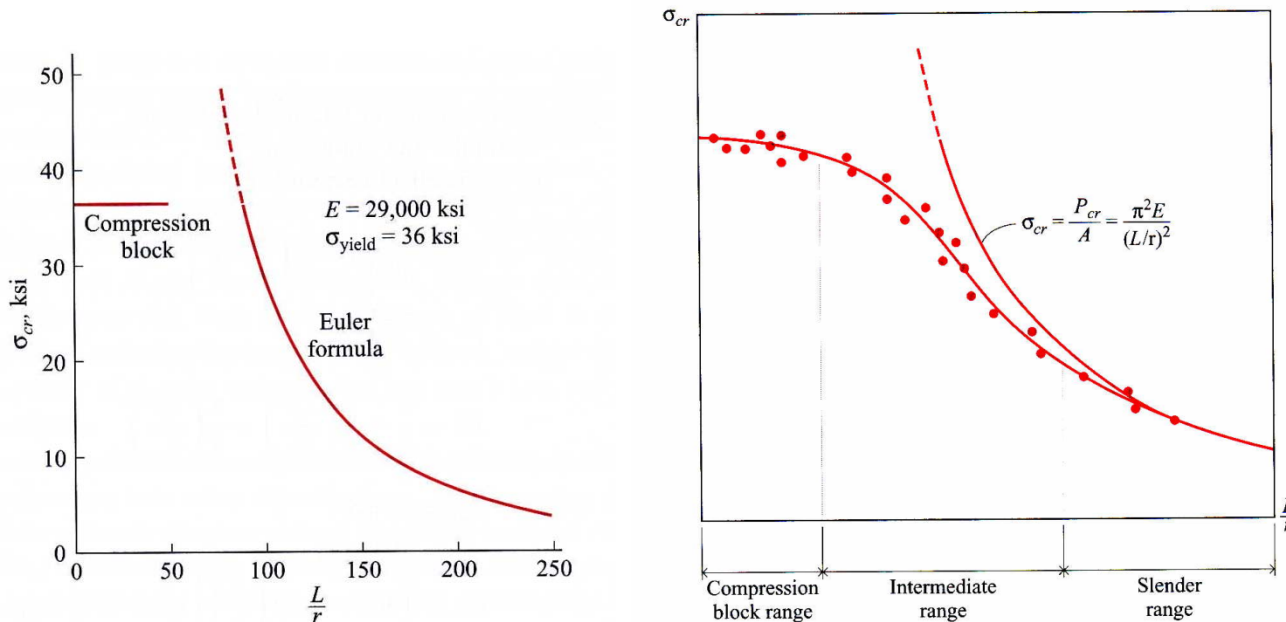 σcr, ksi
50
40
30
20
10
0
Compression
block
E = 29,000 ksi
σyield = 36 ksi
Euler
formula
0 50 100 150 200 250
L
r
σcr
σcr = Pcr/A = π²E/(L/r)²
Compression
block range
Intermediate
range
Slender
range